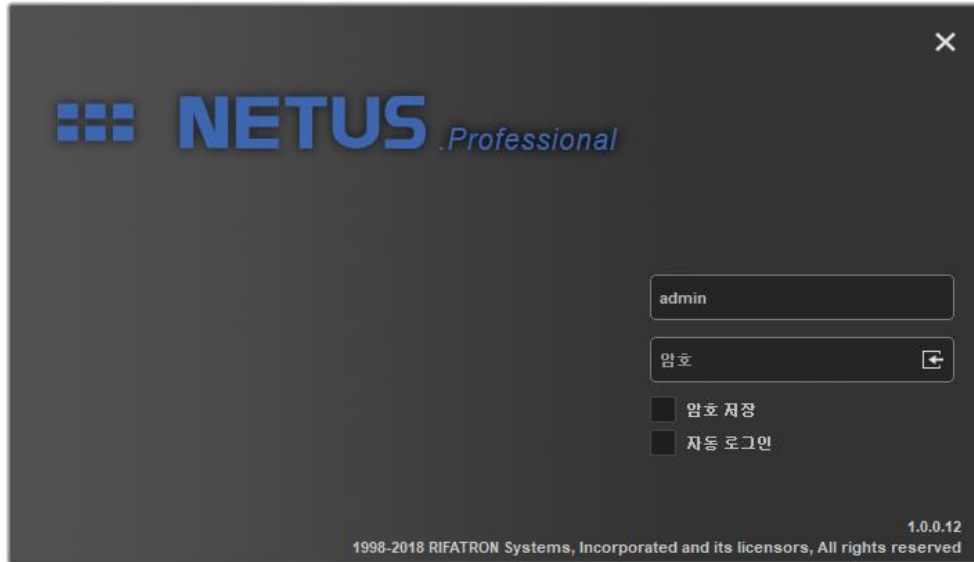 NETUS .Professional
admin
암호
암호 저장
자동 로그인
1.0.0.12
1998-2018 RIFATRON Systems, Incorporated and its licensors, All rights reserved